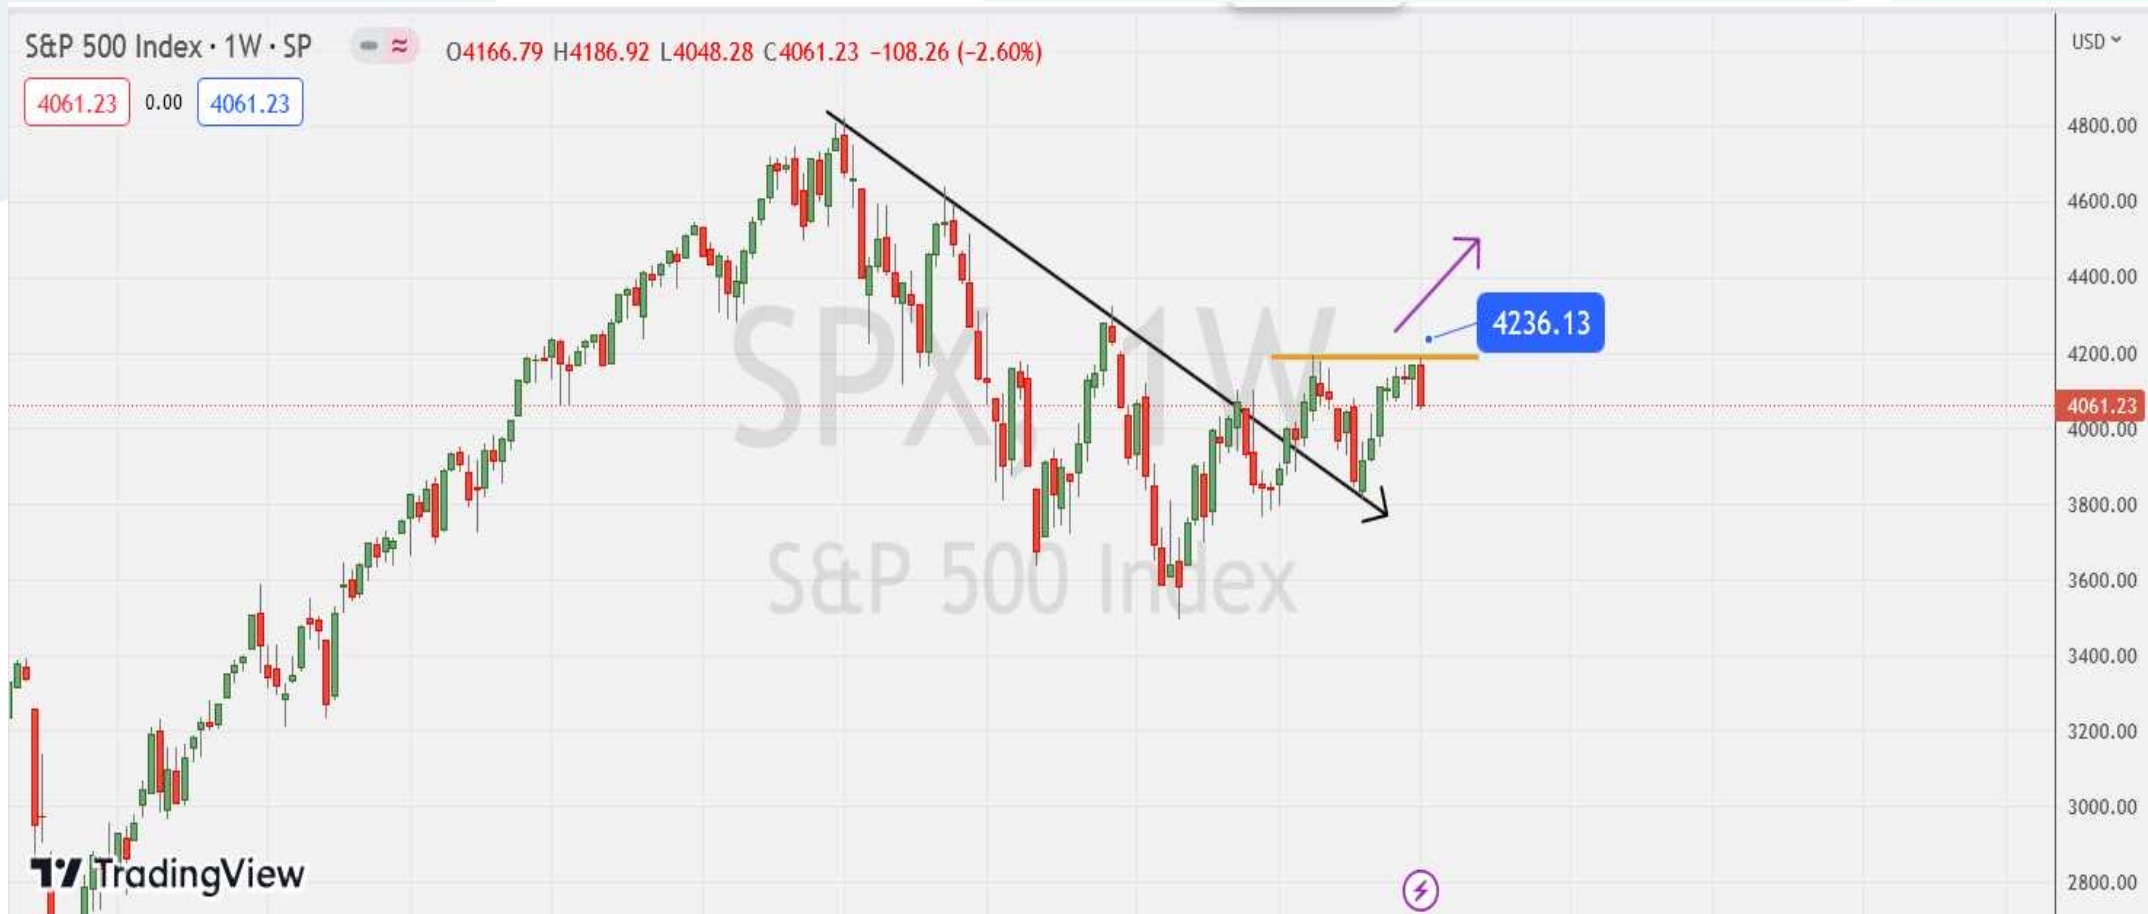 S&P 500 Index · 1W · SP
O4166.79 H4186.92 L4048.28 C4061.23 −108.26 (−2.60%)
USD
4061.23 0.00 4061.23
4800.00
4600.00
4400.00
SPX, 1W
4236.13
4200.00
4061.23
4000.00
3800.00
S&P 500 Index
3600.00
3400.00
3200.00
3000.00
TradingView
2800.00